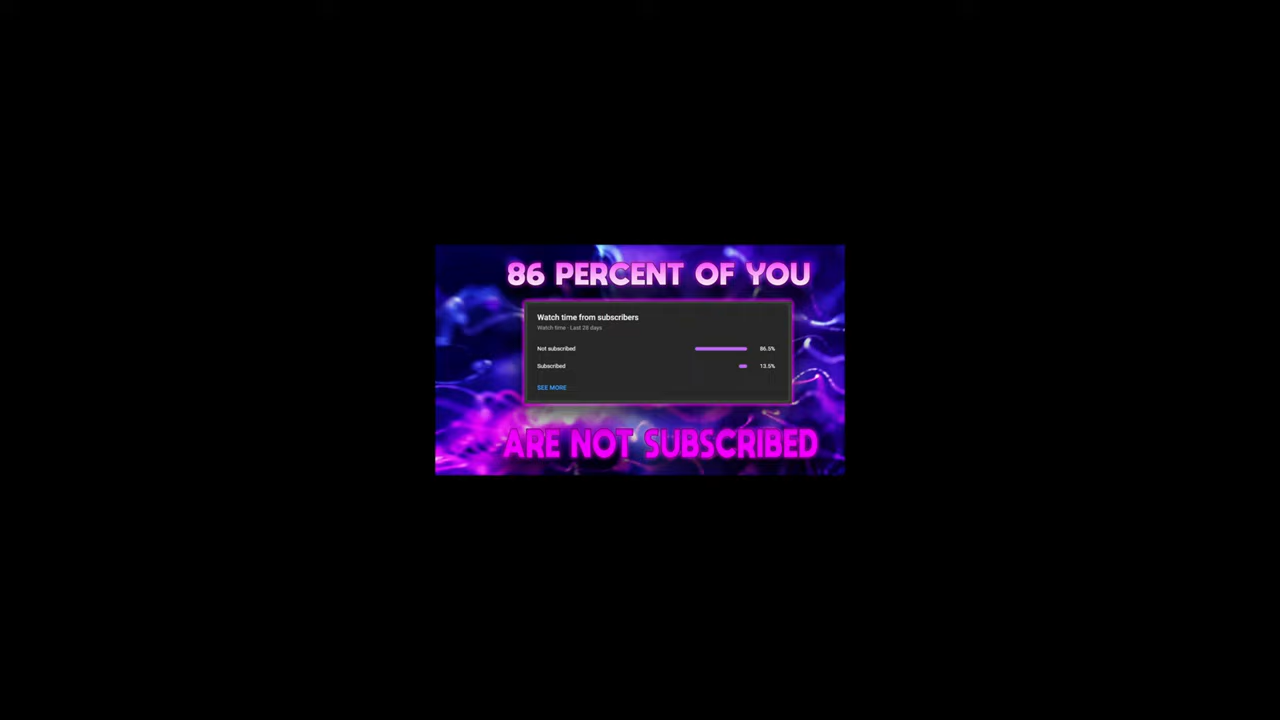 86 PERCENT OF YOU
Watch time from subscribers
Watch time · Last 28 days
Not subscribed 86.5%
Subscribed 13.5%
SEE MORE
ARE NOT SUBSCRIBED